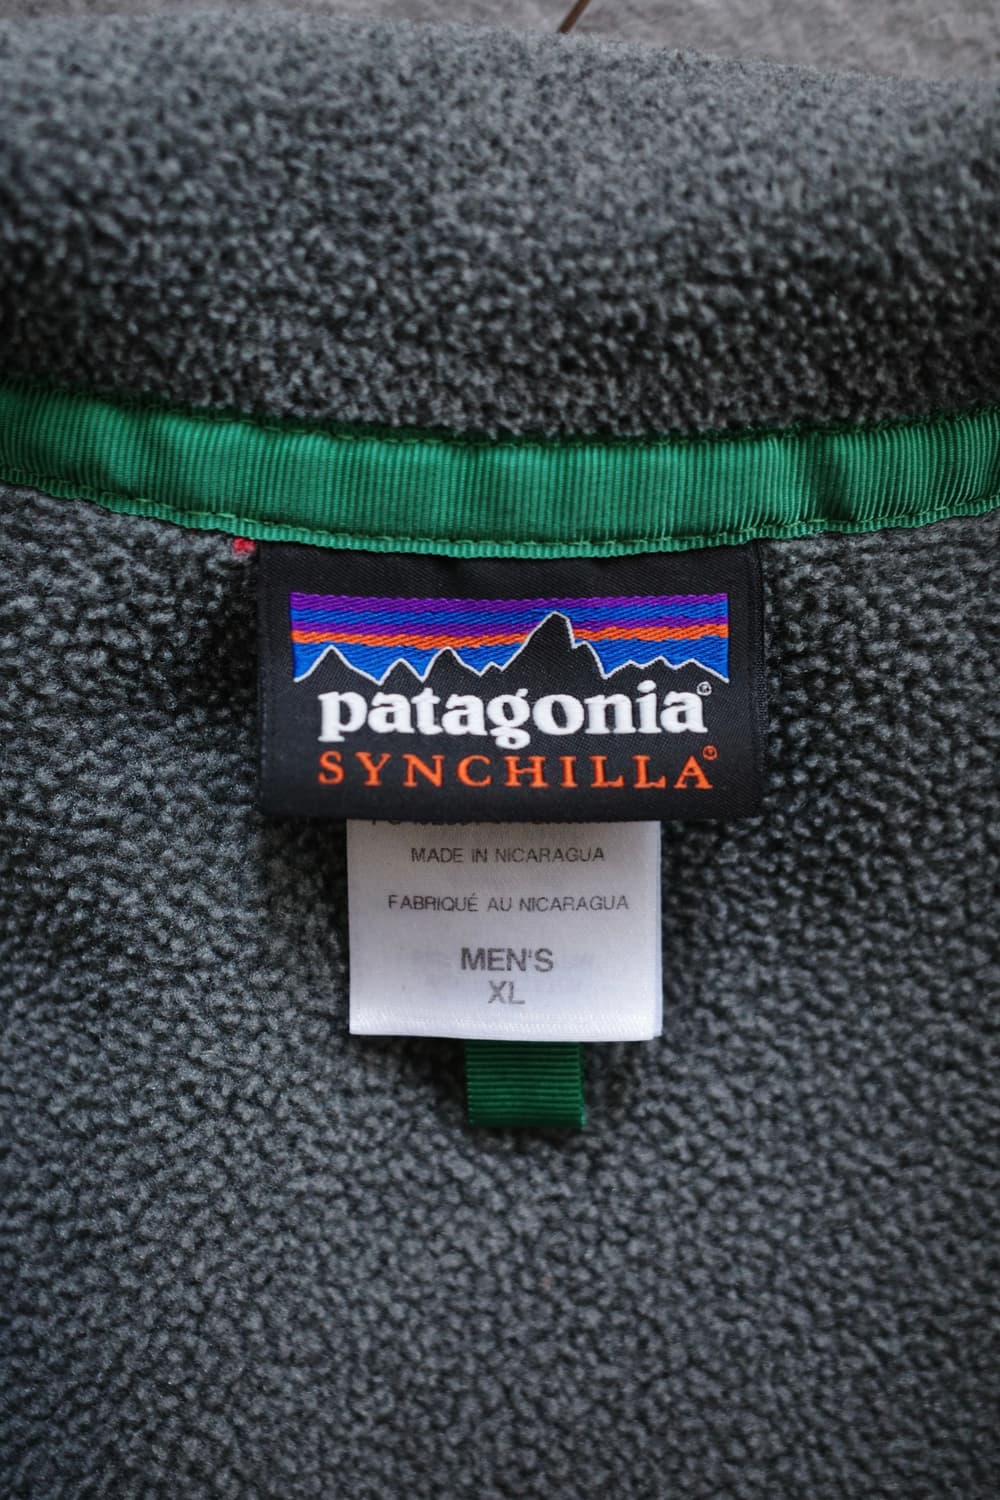 patagonia®
SYNCHILLA®
MADE IN NICARAGUA
FABRIQUÉ AU NICARAGUA
MEN'S
XL